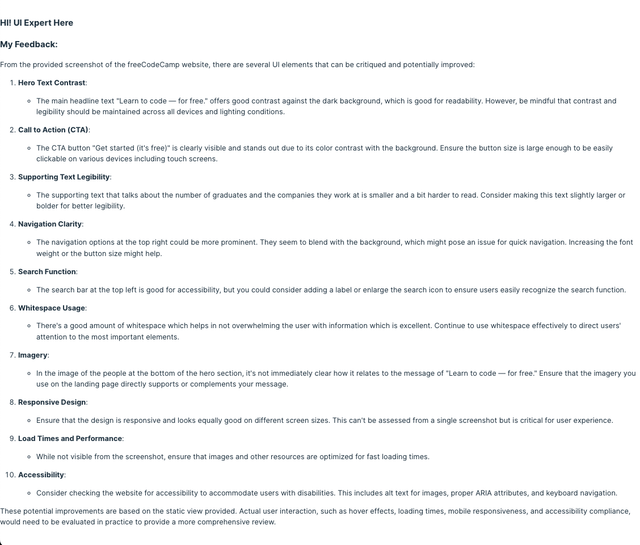 HI! UI Expert Here
My Feedback:
From the provided screenshot of the freeCodeCamp website, there are several UI elements that can be critiqued and potentially improved:
1. Hero Text Contrast:
◦ The main headline text "Learn to code — for free." offers good contrast against the dark background, which is good for readability. However, be mindful that contrast and
legibility should be maintained across all devices and lighting conditions.
2. Call to Action (CTA):
◦ The CTA button "Get started (it's free)" is clearly visible and stands out due to its color contrast with the background. Ensure the button size is large enough to be easily
clickable on various devices including touch screens.
3. Supporting Text Legibility:
◦ The supporting text that talks about the number of graduates and the companies they work at is smaller and a bit harder to read. Consider making this text slightly larger or
bolder for better legibility.
4. Navigation Clarity:
◦ The navigation options at the top right could be more prominent. They seem to blend with the background, which might pose an issue for quick navigation. Increasing the font
weight or the button size might help.
5. Search Function:
◦ The search bar at the top left is good for accessibility, but you could consider adding a label or enlarge the search icon to ensure users easily recognize the search function.
6. Whitespace Usage:
◦ There's a good amount of whitespace which helps in not overwhelming the user with information which is excellent. Continue to use whitespace effectively to direct users'
attention to the most important elements.
7. Imagery:
◦ In the image of the people at the bottom of the hero section, it's not immediately clear how it relates to the message of "Learn to code — for free." Ensure that the imagery you
use on the landing page directly supports or complements your message.
8. Responsive Design:
◦ Ensure that the design is responsive and looks equally good on different screen sizes. This can't be assessed from a single screenshot but is critical for user experience.
9. Load Times and Performance:
◦ While not visible from the screenshot, ensure that images and other resources are optimized for fast loading times.
10. Accessibility:
◦ Consider checking the website for accessibility to accommodate users with disabilities. This includes alt text for images, proper ARIA attributes, and keyboard navigation.
These potential improvements are based on the static view provided. Actual user interaction, such as hover effects, loading times, mobile responsiveness, and accessibility compliance,
would need to be evaluated in practice to provide a more comprehensive review.